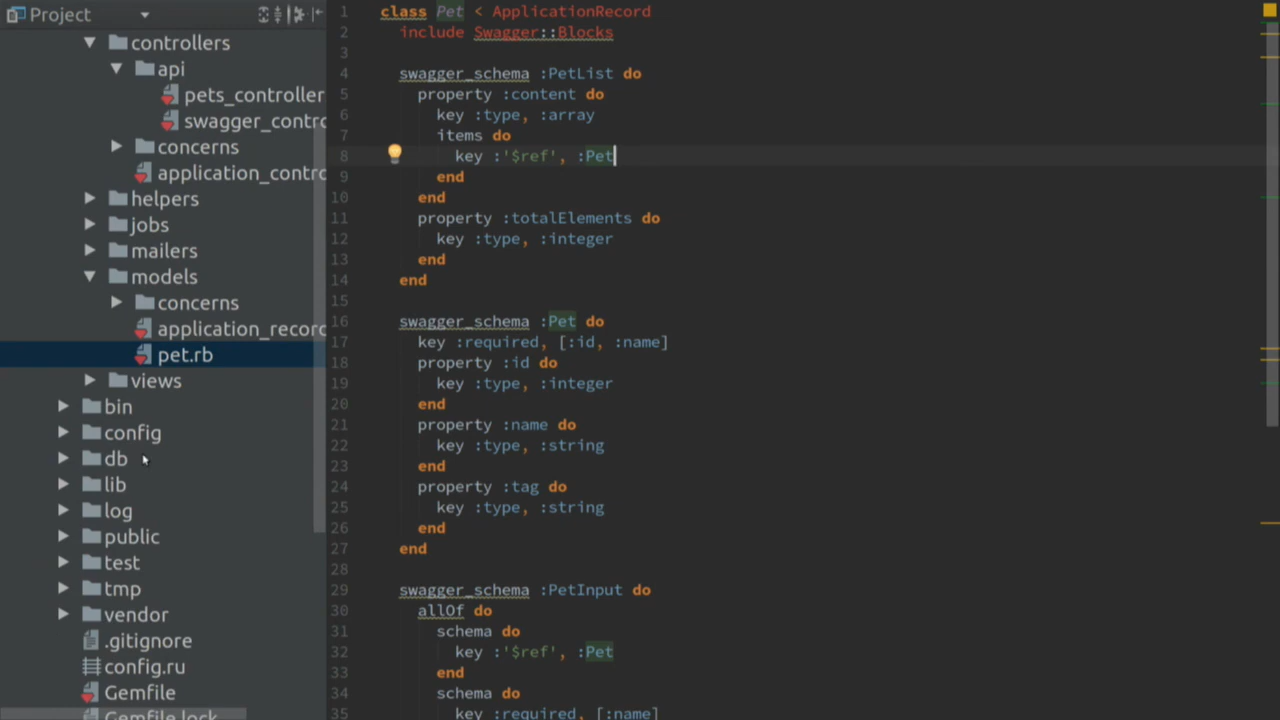 Project
controllers
api
pets_controller
swagger_contro
concerns
application_contro
helpers
jobs
mailers
models
concerns
application_record
pet.rb
views
bin
config
db
lib
log
public
test
tmp
vendor
.gitignore
config.ru
Gemfile
Gemfile.lock
1 class Pet < ApplicationRecord
2 include Swagger::Blocks
3
4 swagger_schema :PetList do
5 property :content do
6 key :type, :array
7 items do
8 key :'$ref', :Pet
9 end
10 end
11 property :totalElements do
12 key :type, :integer
13 end
14 end
15
16 swagger_schema :Pet do
17 key :required, [:id, :name]
18 property :id do
19 key :type, :integer
20 end
21 property :name do
22 key :type, :string
23 end
24 property :tag do
25 key :type, :string
26 end
27 end
28
29 swagger_schema :PetInput do
30 allOf do
31 schema do
32 key :'$ref', :Pet
33 end
34 schema do
35 key :required, [:name]